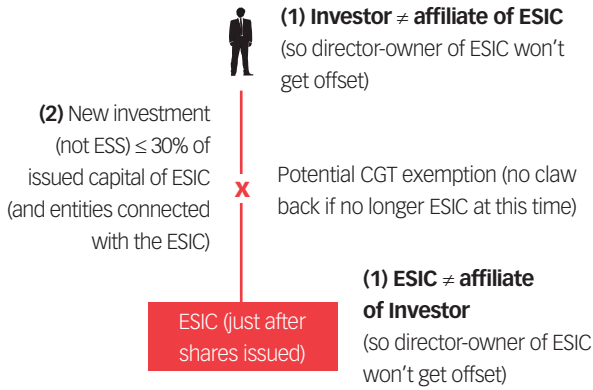 (1) Investor ≠ affiliate of ESIC
(so director-owner of ESIC won't
get offset)
(2) New investment
(not ESS) ≤ 30% of
issued capital of ESIC
(and entities connected
with the ESIC)
x
Potential CGT exemption (no claw
back if no longer ESIC at this time)
(1) ESIC ≠ affiliate
of Investor
(so director-owner of ESIC
won't get offset)
ESIC (just after
shares issued)